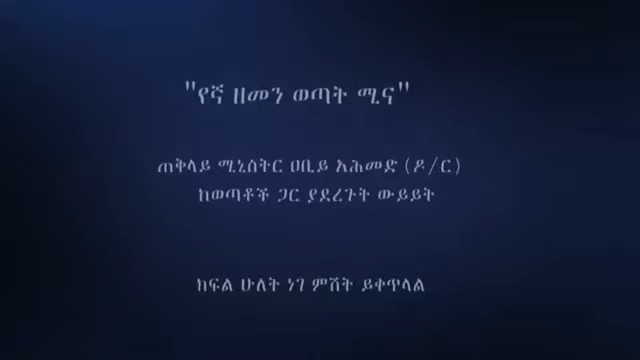 "የኛ ዘመን ወጣት ሚና"
ጠቅላይ ሚኒስትር ዐቢይ አሕመድ (ዶ/ር)
ከወጣቶች ጋር ያደረጉት ውይይት
ክፍል ሁለት ነገ ምሽት ይቀጥላል